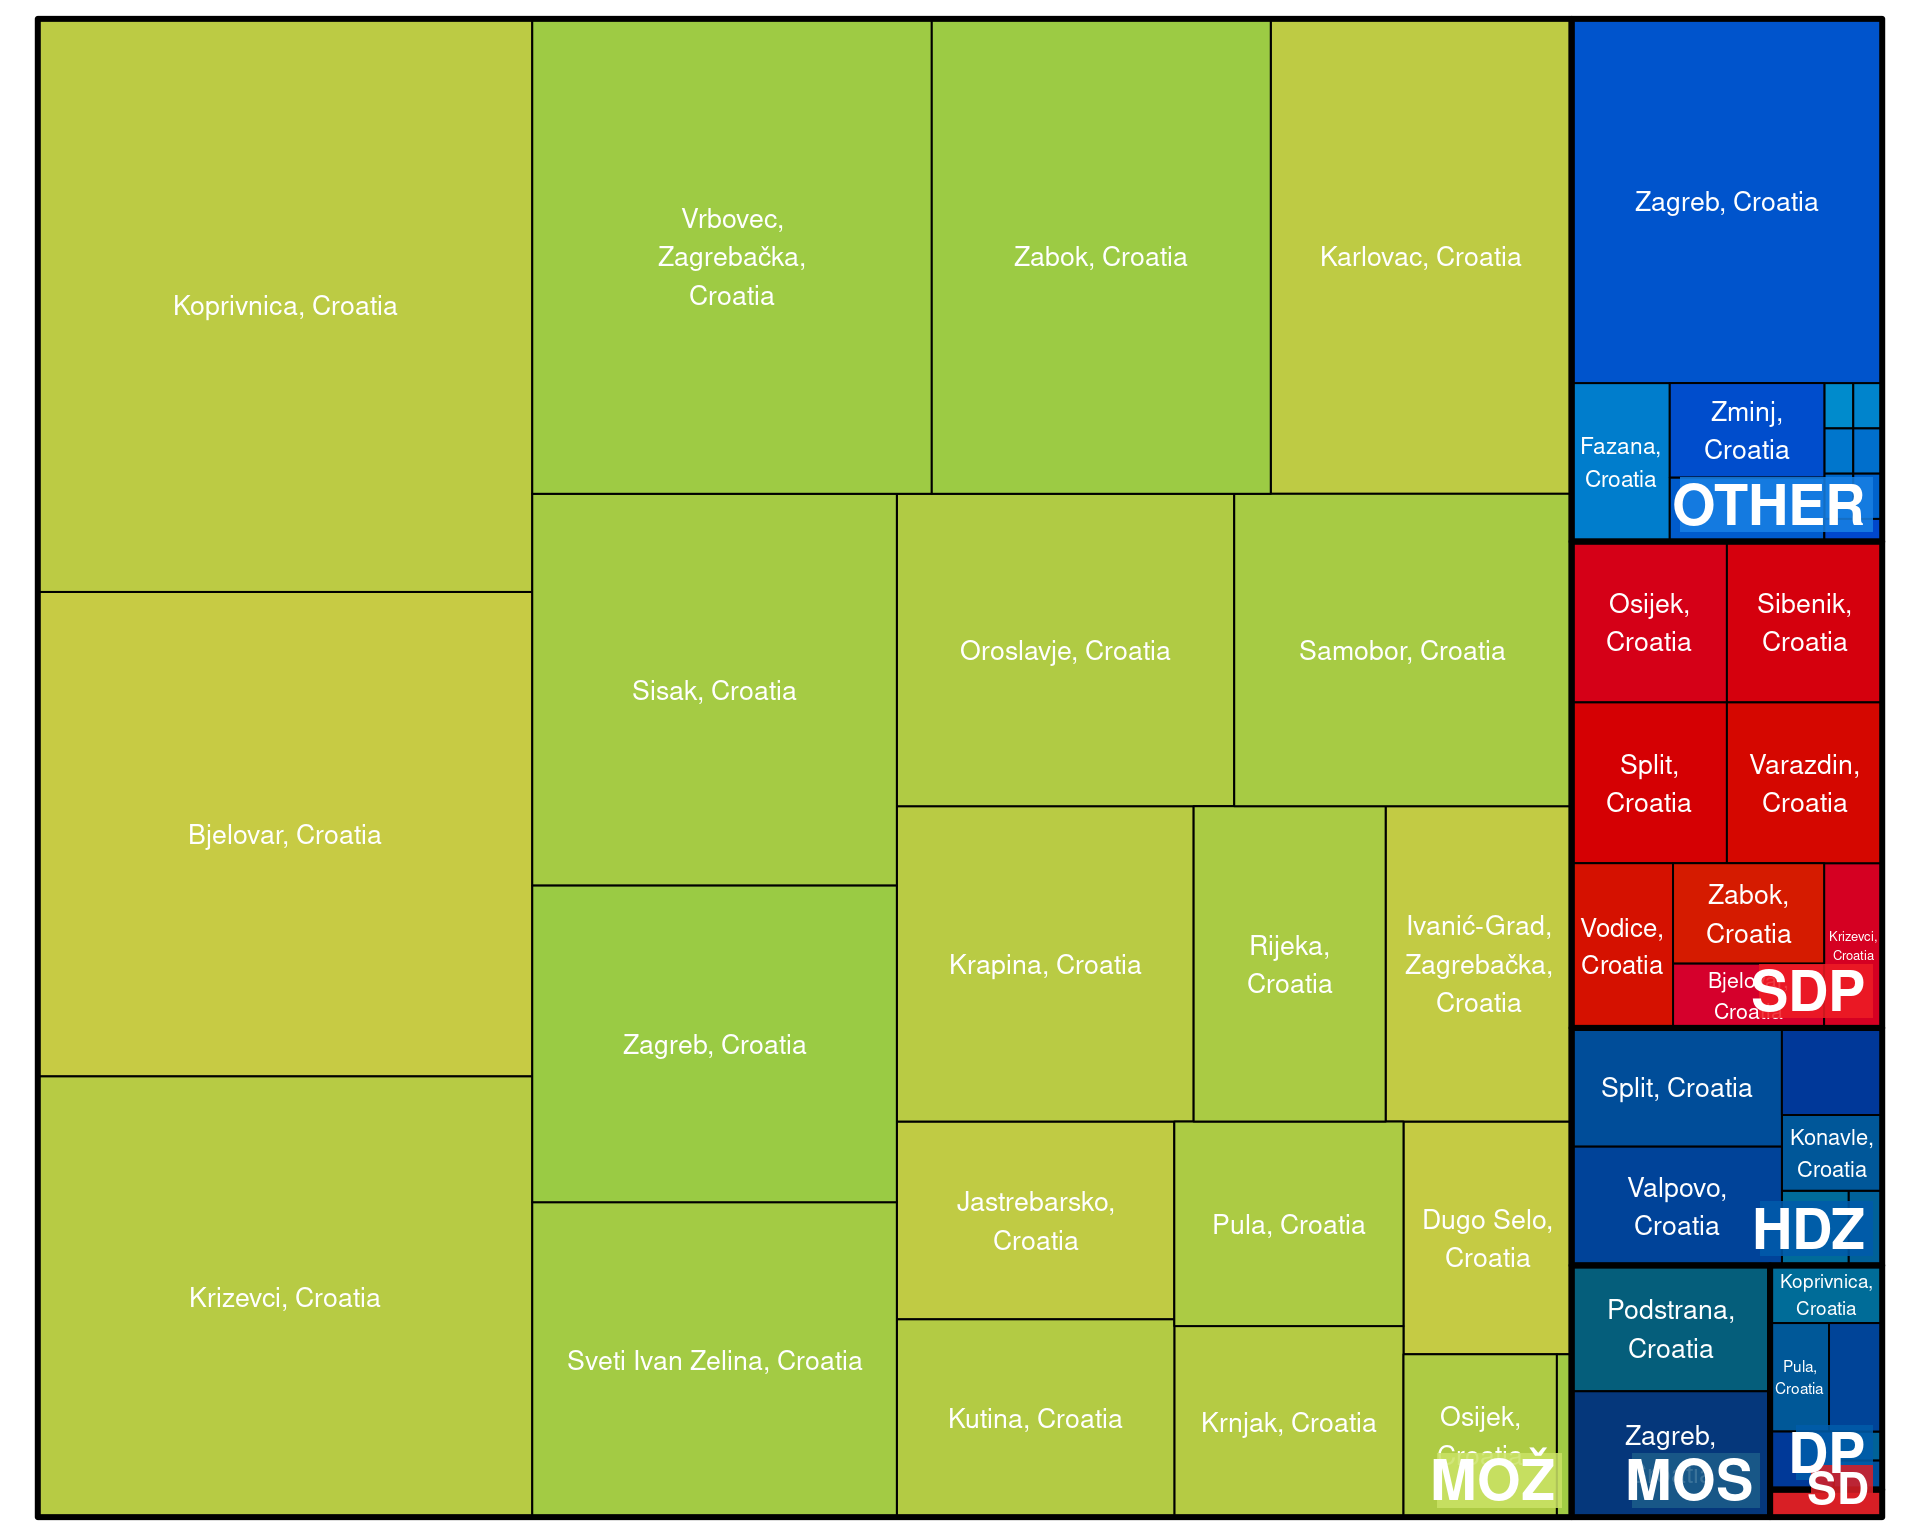 Koprivnica, Croatia
Bjelovar, Croatia
Krizevci, Croatia
Vrbovec,
Zagrebačka,
Croatia
Zabok, Croatia
Karlovac, Croatia
Sisak, Croatia
Zagreb, Croatia
Sveti Ivan Zelina, Croatia
Oroslavje, Croatia
Samobor, Croatia
Krapina, Croatia
Rijeka,
Croatia
Ivanić-Grad,
Zagrebačka,
Croatia
Jastrebarsko,
Croatia
Kutina, Croatia
Pula, Croatia
Krnjak, Croatia
Dugo Selo,
Croatia
Osijek,
Croatia
MOŽ
Zagreb, Croatia
Fazana,
Croatia
Zminj,
Croatia
OTHER
Osijek,
Croatia
Sibenik,
Croatia
Split,
Croatia
Varazdin,
Croatia
Vodice,
Croatia
Zabok,
Croatia
Krizevci,
Croatia
Bjelovar,
Croatia
SDP
Split, Croatia
Konavle,
Croatia
Valpovo,
Croatia
HDZ
Podstrana,
Croatia
Zagreb,
Croatia
MOS
Koprivnica,
Croatia
Pula,
Croatia
DP
SD